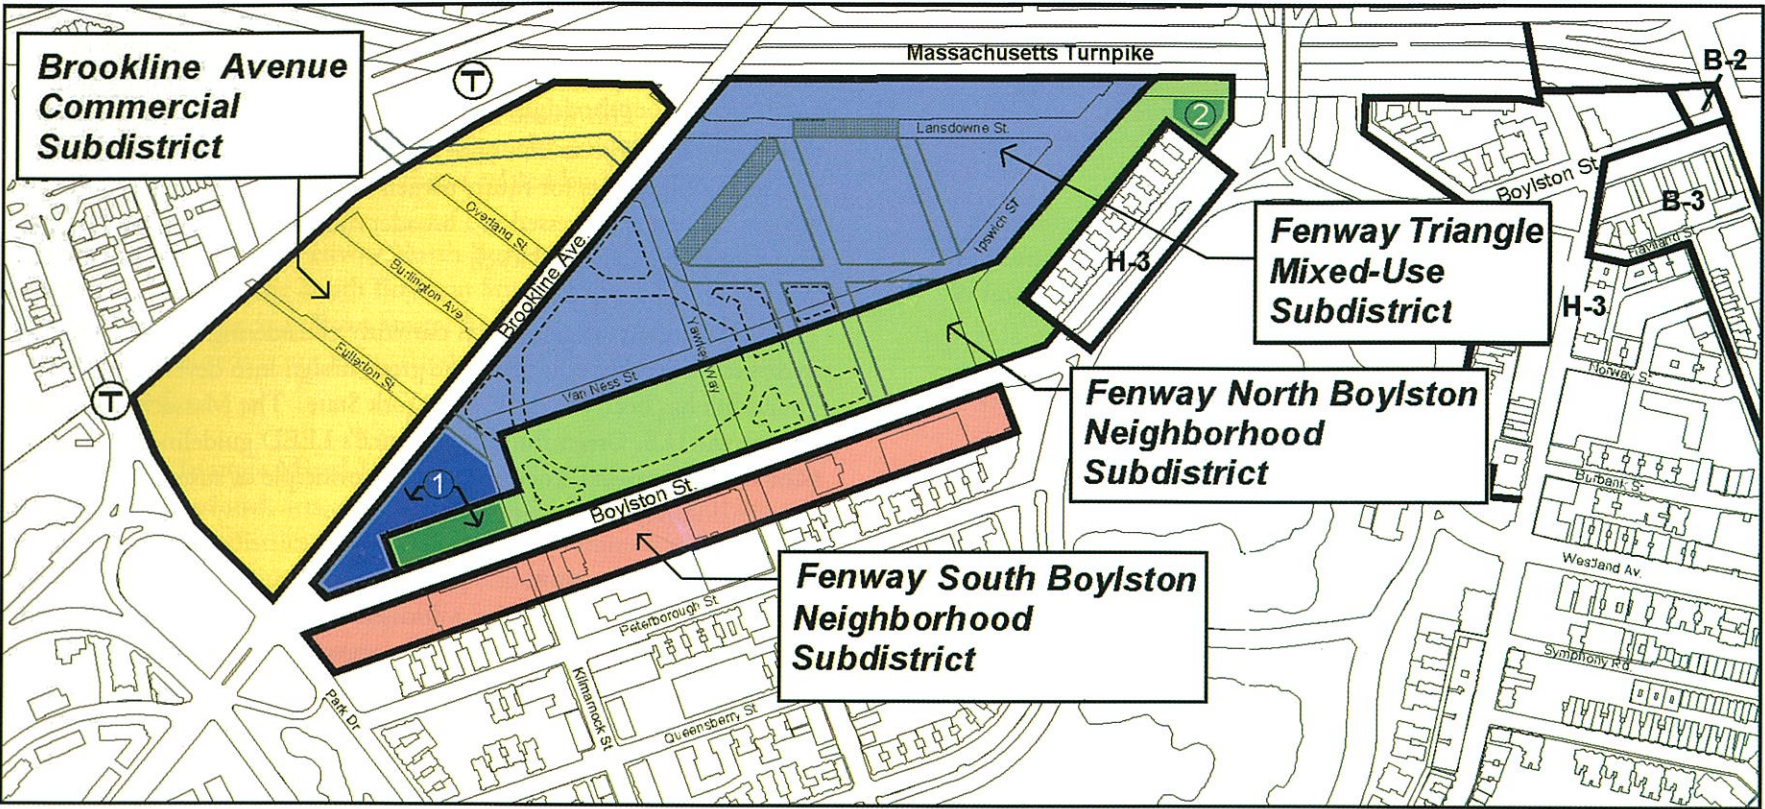 Massachusetts Turnpike
Brookline Avenue
Commercial
Subdistrict
T
B-2
2
Lansdowne St.
Boylston St.
B-3
Haviland St
Overland St.
Ipswich ST
Fenway Triangle
Mixed-Use
Subdistrict
H-3
Burlington Ave.
Brookline Ave.
H-3
Yawkey Way
Fullerton St.
Van Ness St
Norway St.
T
Fenway North Boylston
Neighborhood
Subdistrict
1
Boylston St.
Burbank St
Westland Av.
Fenway South Boylston
Neighborhood
Subdistrict
Peterborough St
Symphony Rd
Park Dr
Kilmarnock St
Queensberry St